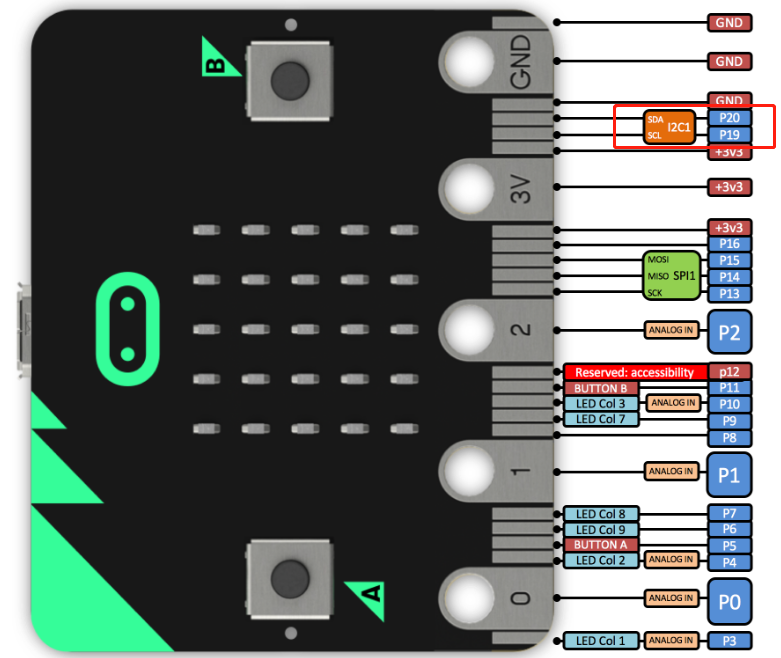 GND
B
GND
GND
GND
SDA I2C1 P20
SCL P19
+3v3
3V
+3v3
+3v3
P16
MOSI P15
MISO SPI1 P14
SCK P13
2
ANALOG IN P2
Reserved: accessibility p12
BUTTON B P11
LED Col 3 ANALOG IN P10
LED Col 7 P9
P8
1
ANALOG IN P1
LED Col 8 P7
LED Col 9 P6
BUTTON A P5
LED Col 2 ANALOG IN P4
A
0
ANALOG IN P0
LED Col 1 ANALOG IN P3